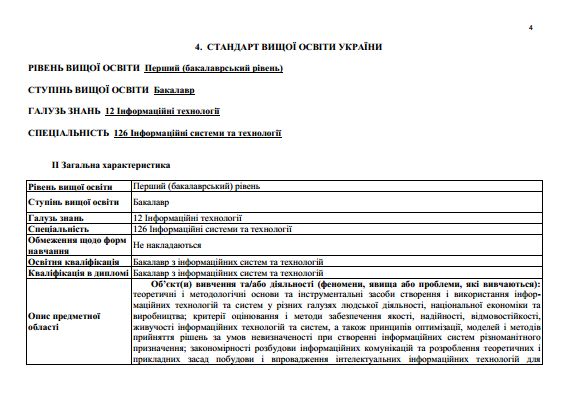 4
4. СТАНДАРТ ВИЩОЇ ОСВІТИ УКРАЇНИ
РІВЕНЬ ВИЩОЇ ОСВІТИ Перший (бакалаврський рівень)
СТУПІНЬ ВИЩОЇ ОСВІТИ Бакалавр
ГАЛУЗЬ ЗНАНЬ 12 Інформаційні технології
СПЕЦІАЛЬНІСТЬ 126 Інформаційні системи та технології
ІІ Загальна характеристика
Рівень вищої освіти Перший (бакалаврський) рівень
Ступінь вищої освіти Бакалавр
Галузь знань 12 Інформаційні технології
Спеціальність 126 Інформаційні системи та технології
Обмеження щодо форм
навчання
Не накладаються
Освітня кваліфікація Бакалавр з інформаційних систем та технологій
Кваліфікація в дипломі Бакалавр з інформаційних систем та технологій
Опис предметної
області
Об’єкт(и) вивчення та/або діяльності (феномени, явища або проблеми, які вивчаються):
теоретичні і методологічні основи та інструментальні засоби створення і використання інфор-
маційних технологій та систем у різних галузях людської діяльності, національної економіки та
виробництва; критерії оцінювання і методи забезпечення якості, надійності, відмовостійкості,
живучості інформаційних технологій та систем, а також принципів оптимізації, моделей і методів
прийняття рішень за умов невизначеності при створенні інформаційних систем різноманітного
призначення; закономірності розбудови інформаційних комунікацій та розроблення теоретичних і
прикладних засад побудови і впровадження інтелектуальних інформаційних технологій для